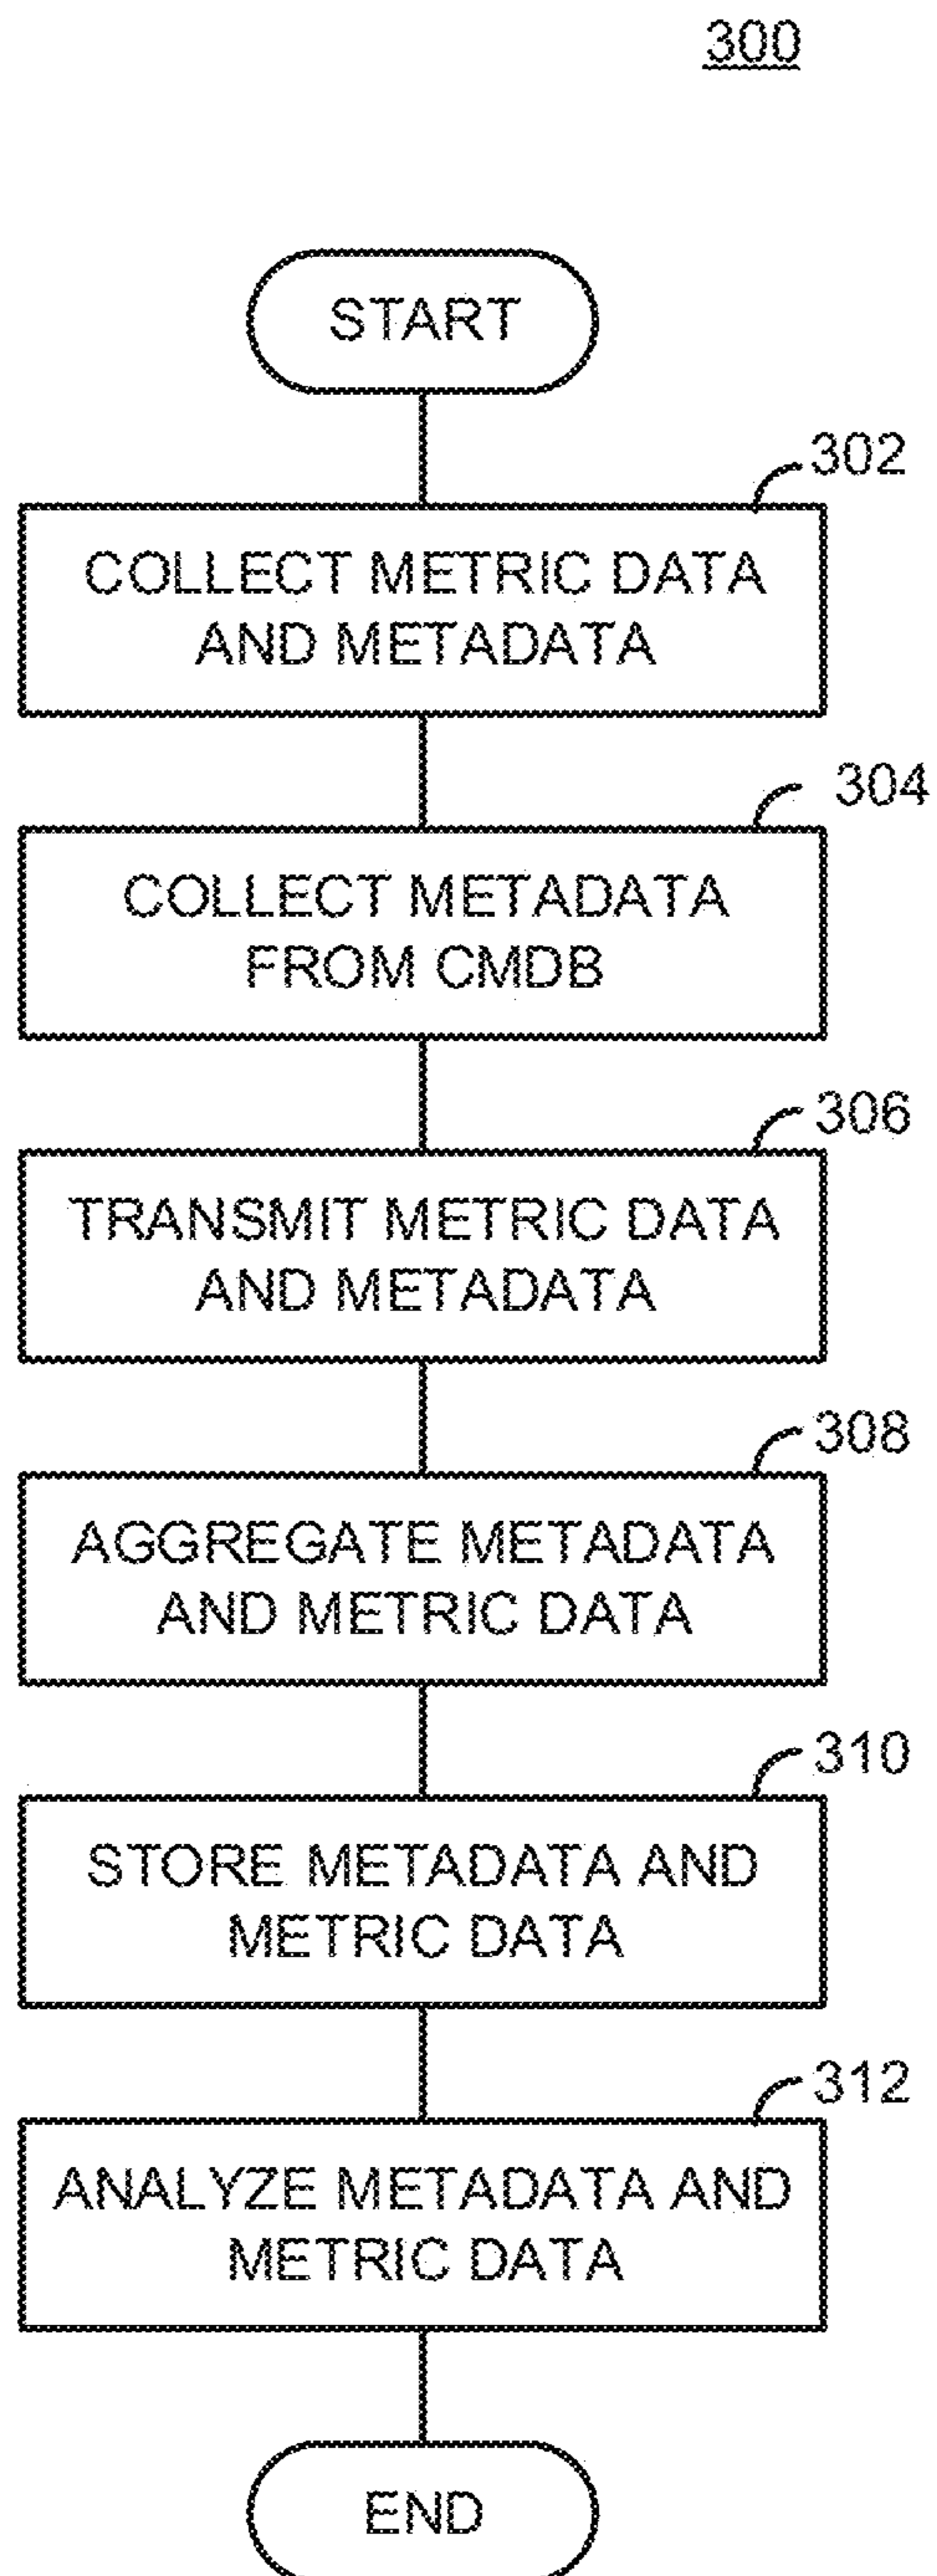 300
START
302
COLLECT METRIC DATA
AND METADATA
304
COLLECT METADATA
FROM CMDB
306
TRANSMIT METRIC DATA
AND METADATA
308
AGGREGATE METADATA
AND METRIC DATA
310
STORE METADATA AND
METRIC DATA
312
ANALYZE METADATA AND
METRIC DATA
END